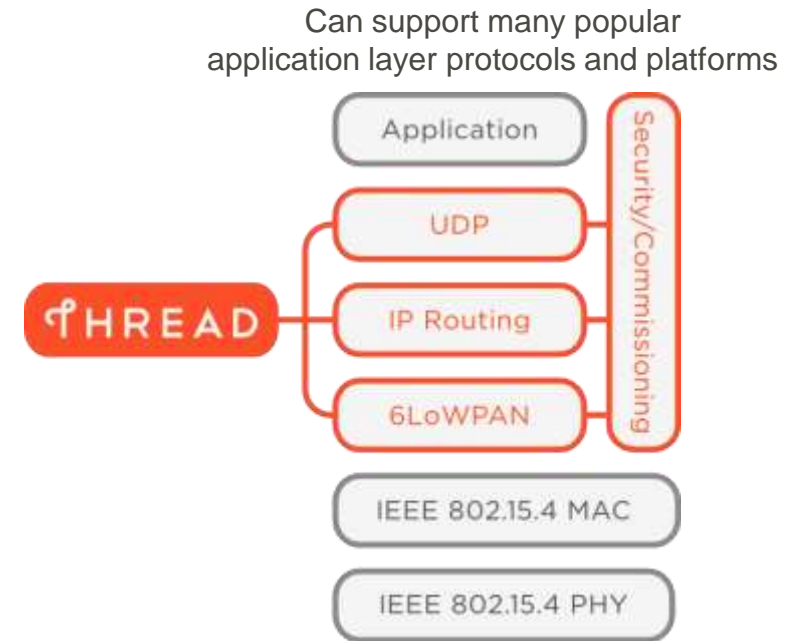 Can support many popular
application layer protocols and platforms
Application
Security/Commissioning
UDP
THREAD
IP Routing
6LoWPAN
IEEE 802.15.4 MAC
IEEE 802.15.4 PHY